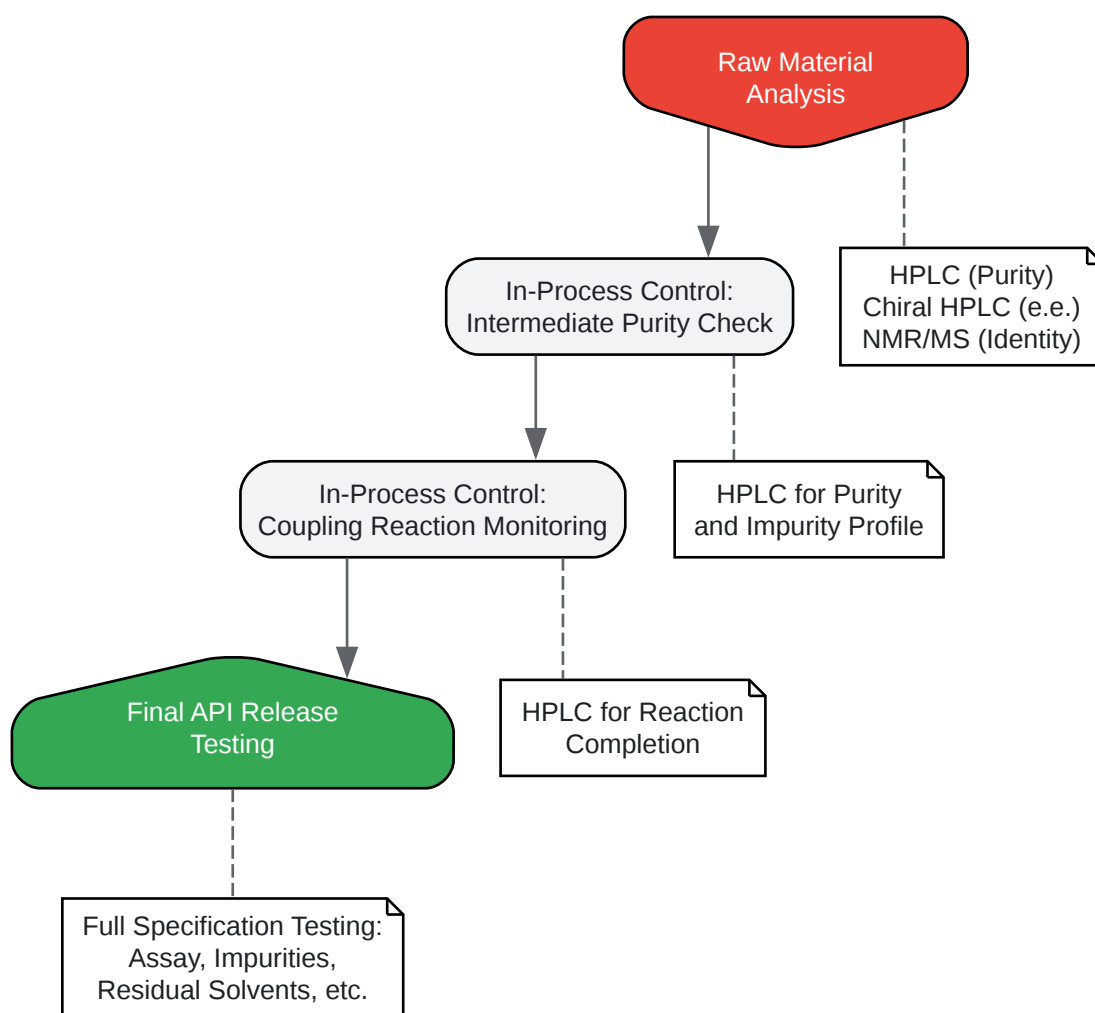 Raw Material
Analysis
HPLC (Purity)
Chiral HPLC (e.e.)
NMR/MS (Identity)
In-Process Control:
Intermediate Purity Check
HPLC for Purity
and Impurity Profile
In-Process Control:
Coupling Reaction Monitoring
HPLC for Reaction
Completion
Final API Release
Testing
Full Specification Testing:
Assay, Impurities,
Residual Solvents, etc.